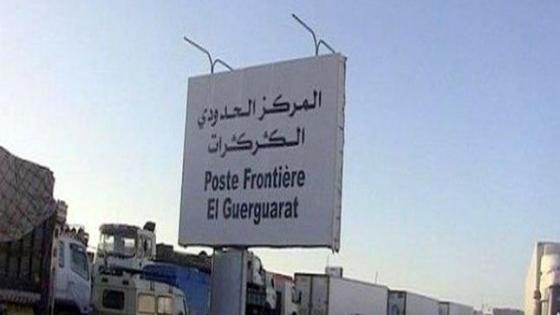 المركز الحدودي
الكركرات
Poste Frontière
El Guerguarat